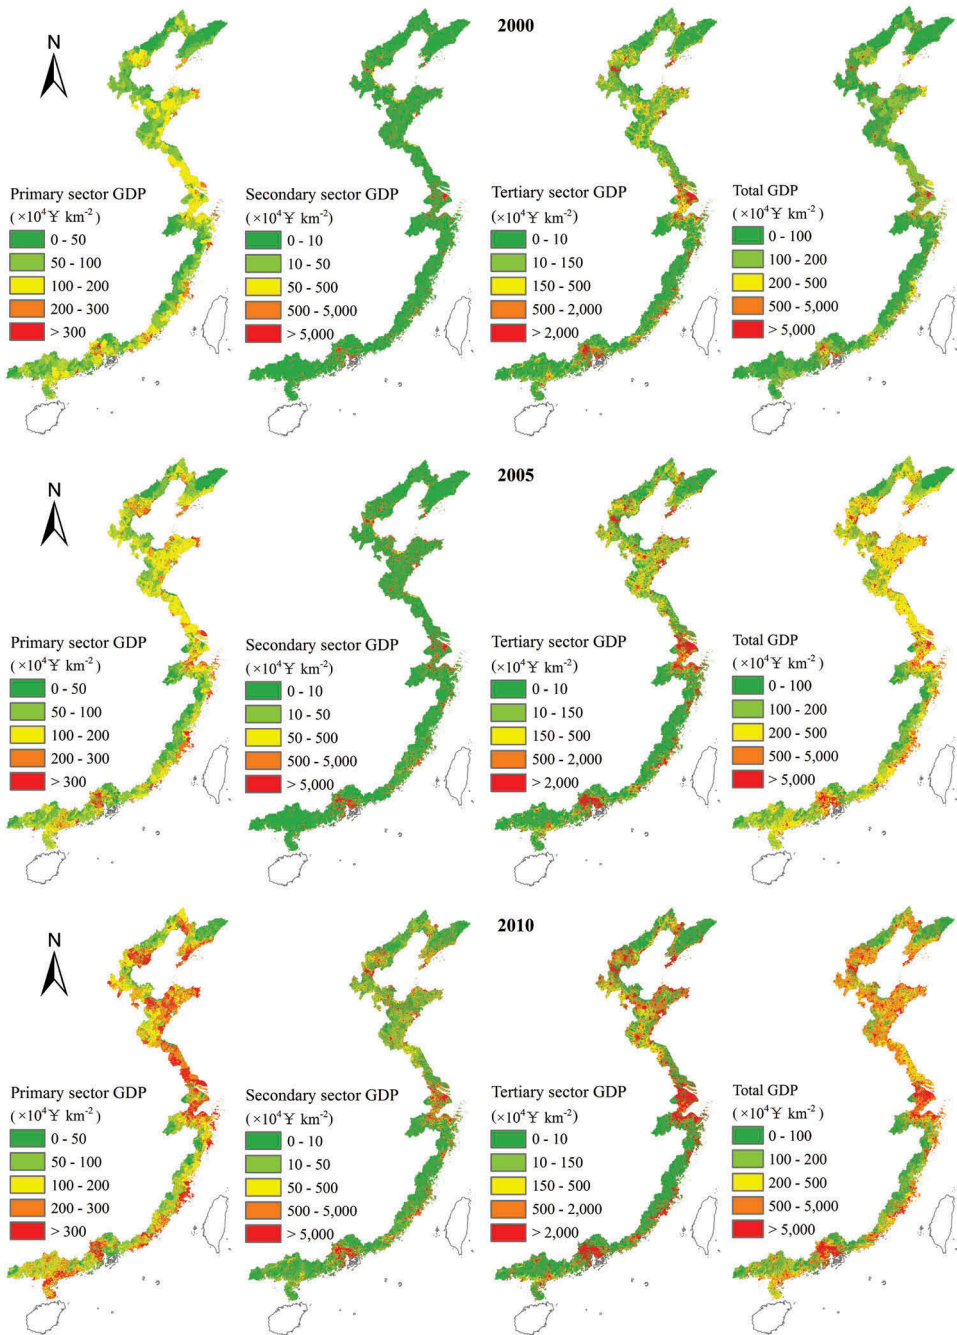 2000
N
Primary sector GDP
(×10⁴¥ km⁻²)
0 - 50
50 - 100
100 - 200
200 - 300
> 300
Secondary sector GDP
(×10⁴¥ km⁻²)
0 - 10
10 - 50
50 - 500
500 - 5,000
> 5,000
Tertiary sector GDP
(×10⁴¥ km⁻²)
0 - 10
10 - 150
150 - 500
500 - 2,000
> 2,000
Total GDP
(×10⁴¥ km⁻²)
0 - 100
100 - 200
200 - 500
500 - 5,000
> 5,000
2005
N
Primary sector GDP
(×10⁴¥ km⁻²)
0 - 50
50 - 100
100 - 200
200 - 300
> 300
Secondary sector GDP
(×10⁴¥ km⁻²)
0 - 10
10 - 50
50 - 500
500 - 5,000
> 5,000
Tertiary sector GDP
(×10⁴¥ km⁻²)
0 - 10
10 - 150
150 - 500
500 - 2,000
> 2,000
Total GDP
(×10⁴¥ km⁻²)
0 - 100
100 - 200
200 - 500
500 - 5,000
> 5,000
2010
N
Primary sector GDP
(×10⁴¥ km⁻²)
0 - 50
50 - 100
100 - 200
200 - 300
> 300
Secondary sector GDP
(×10⁴¥ km⁻²)
0 - 10
10 - 50
50 - 500
500 - 5,000
> 5,000
Tertiary sector GDP
(×10⁴¥ km⁻²)
0 - 10
10 - 150
150 - 500
500 - 2,000
> 2,000
Total GDP
(×10⁴¥ km⁻²)
0 - 100
100 - 200
200 - 500
500 - 5,000
> 5,000